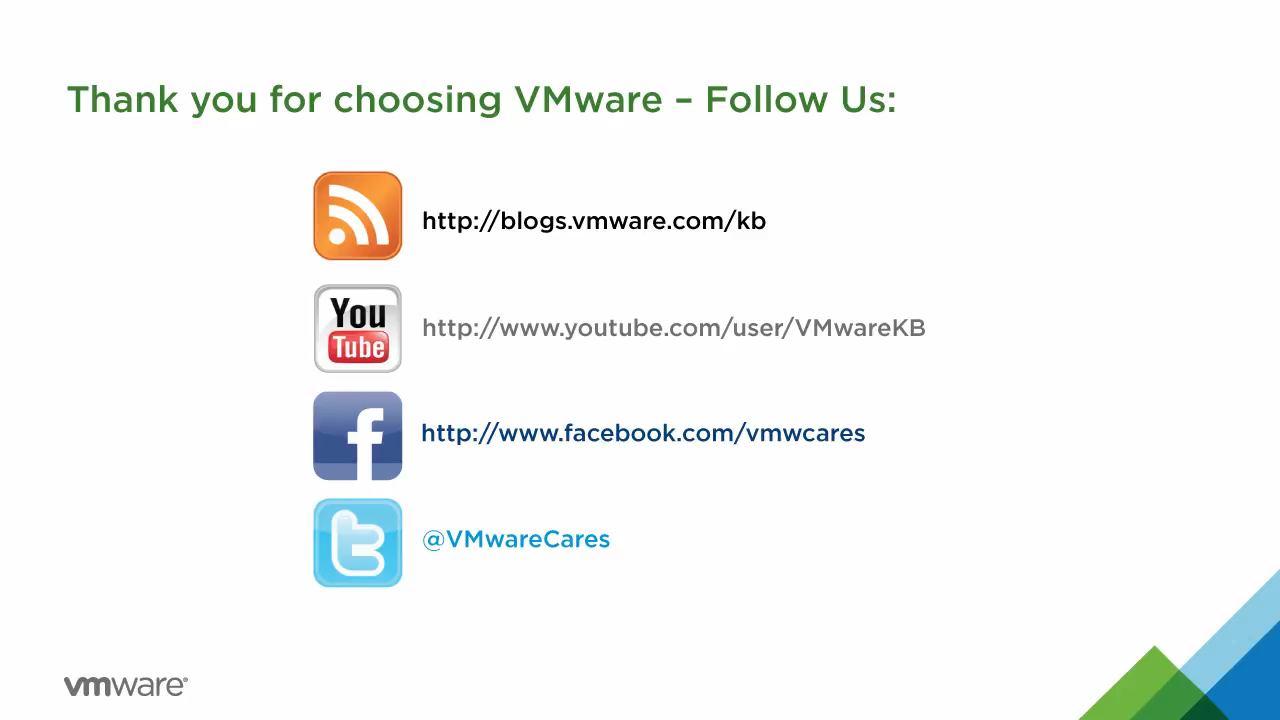 Thank you for choosing VMware – Follow Us:
http://blogs.vmware.com/kb
You
Tube
http://www.youtube.com/user/VMwareKB
f
http://www.facebook.com/vmwcares
t
@VMwareCares
vmware®